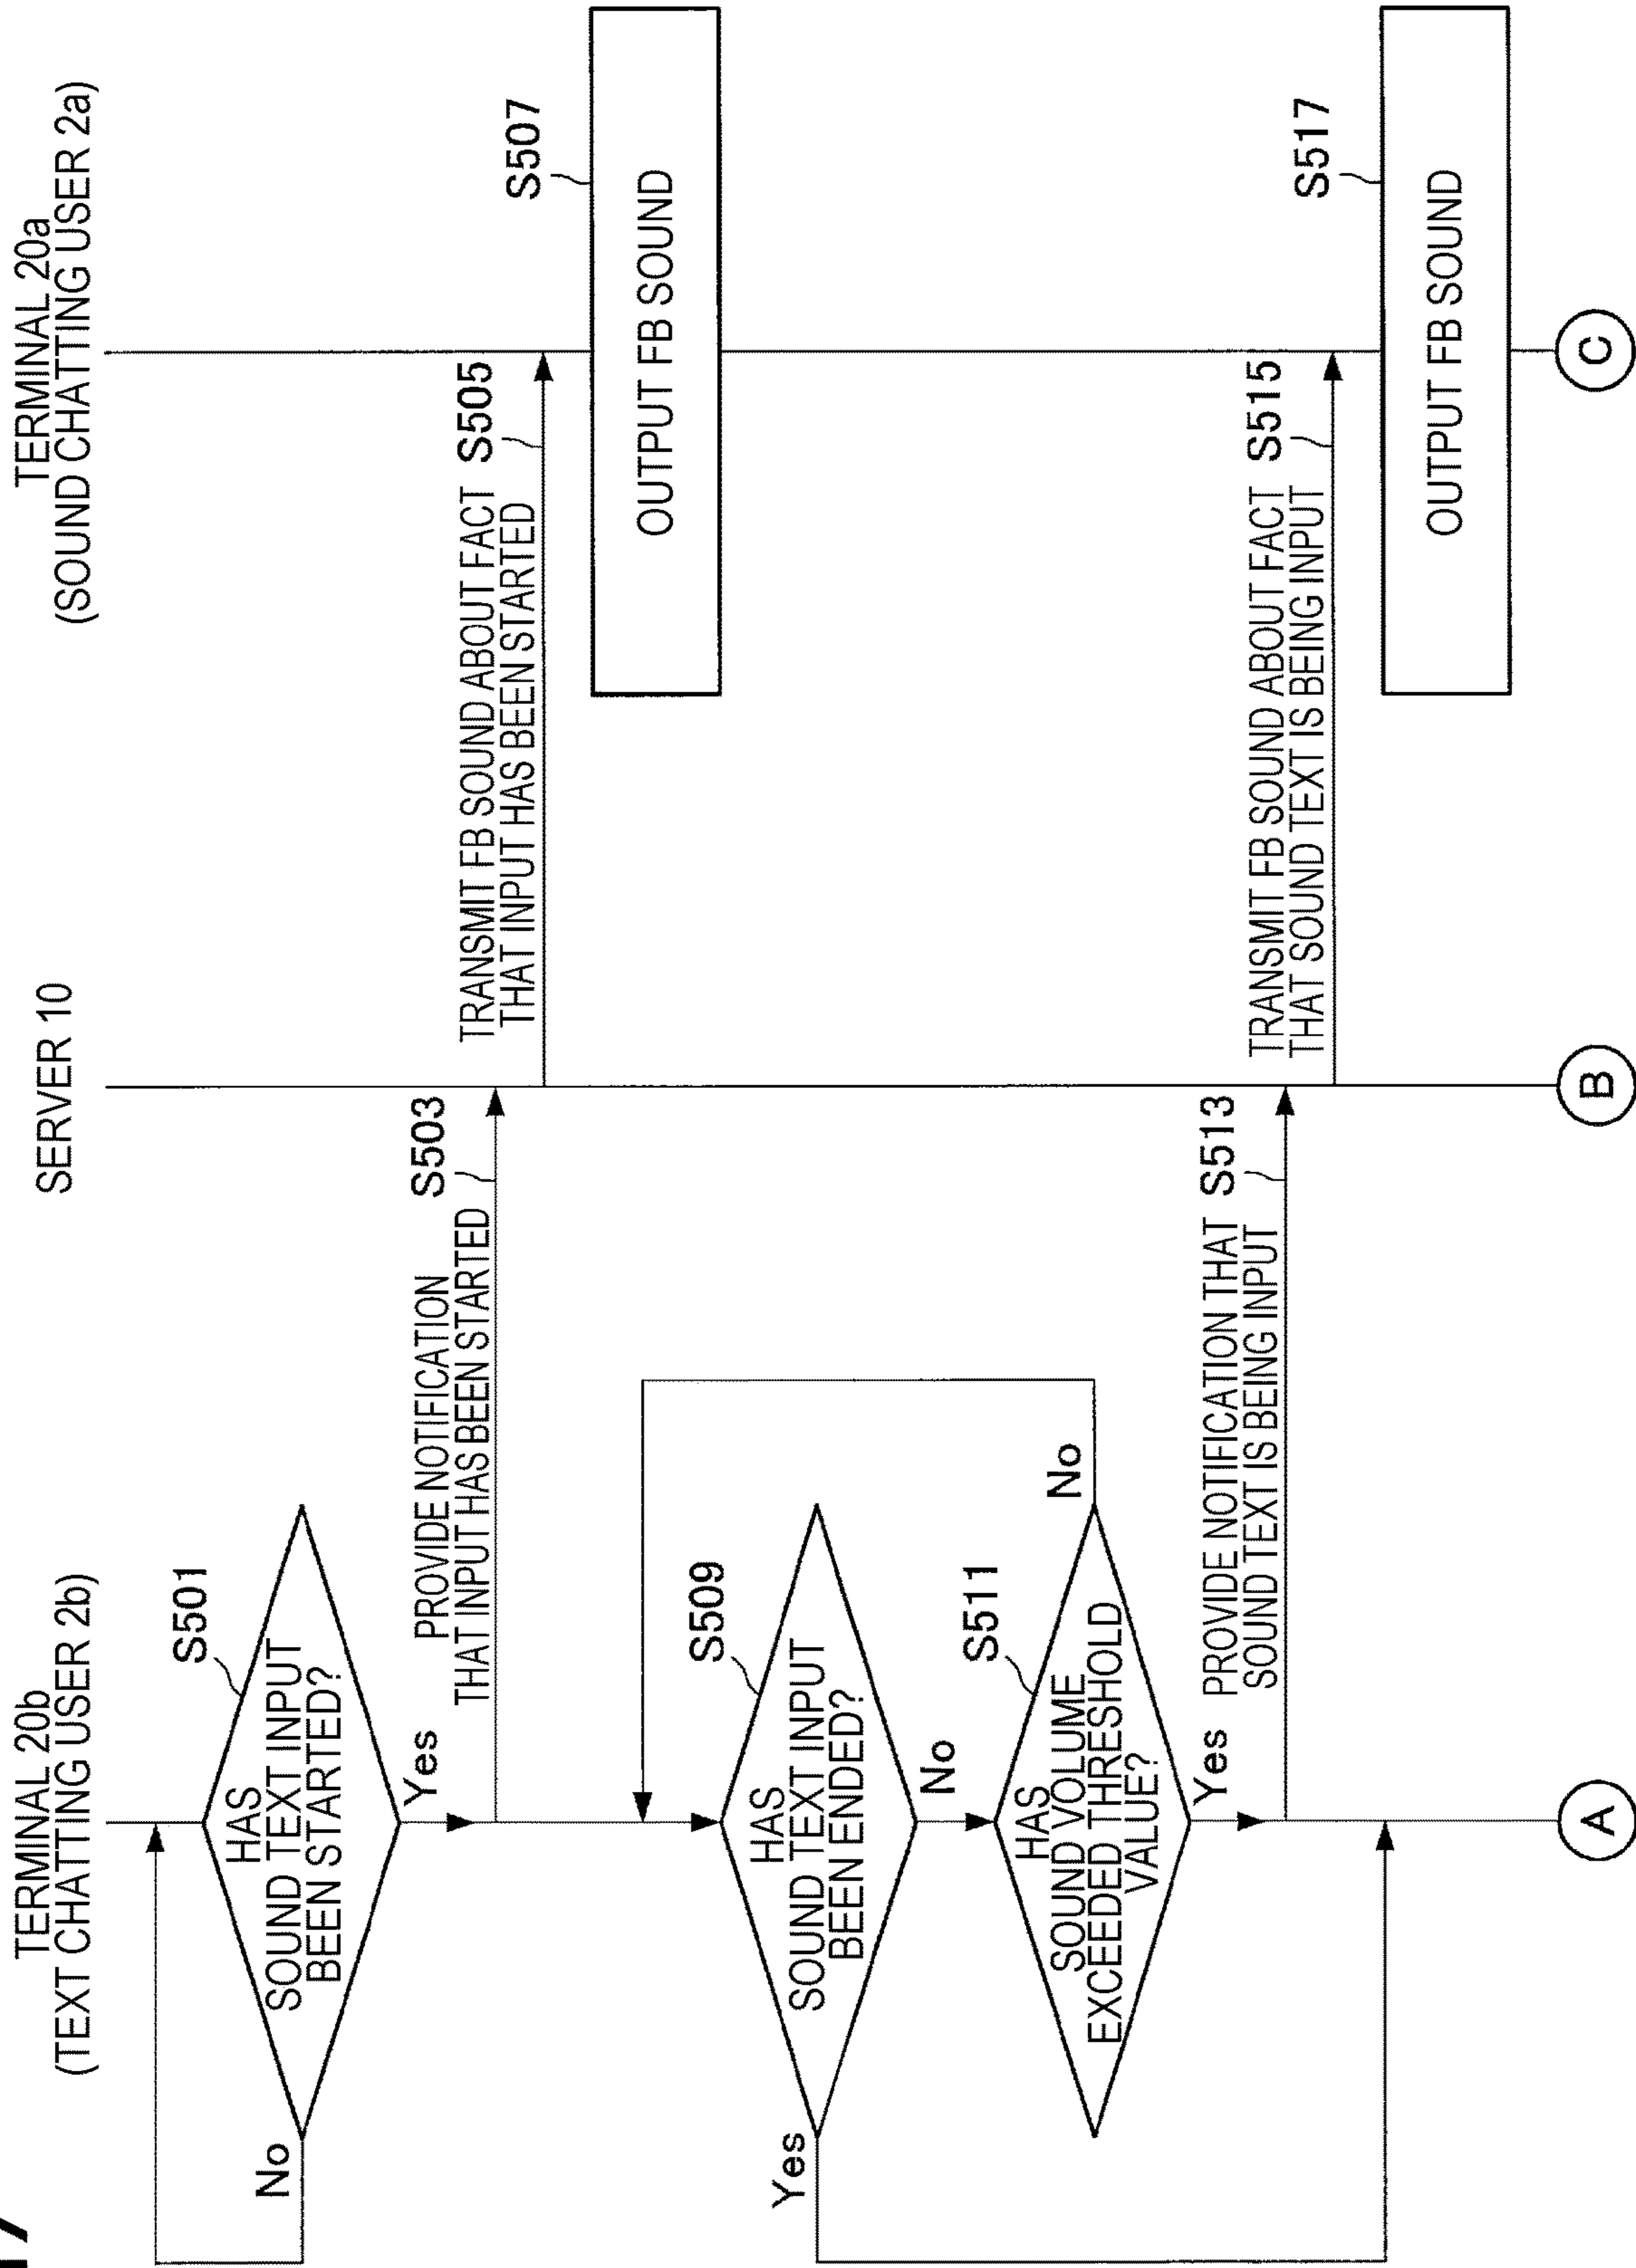 TERMINAL 20b
(TEXT CHATTING USER 2b)
SERVER 10
TERMINAL 20a
(SOUND CHATTING USER 2a)
S501
HAS
SOUND TEXT INPUT
BEEN STARTED?
No
Yes
PROVIDE NOTIFICATION
THAT INPUT HAS BEEN STARTED
S503
TRANSMIT FB SOUND ABOUT FACT
THAT INPUT HAS BEEN STARTED
S505
S507
OUTPUT FB SOUND
S509
HAS
SOUND TEXT INPUT
BEEN ENDED?
Yes
No
S511
HAS
SOUND VOLUME
EXCEEDED THRESHOLD
VALUE?
No
Yes
PROVIDE NOTIFICATION THAT
SOUND TEXT IS BEING INPUT
S513
TRANSMIT FB SOUND ABOUT FACT
THAT SOUND TEXT IS BEING INPUT
S515
S517
OUTPUT FB SOUND
A
B
C